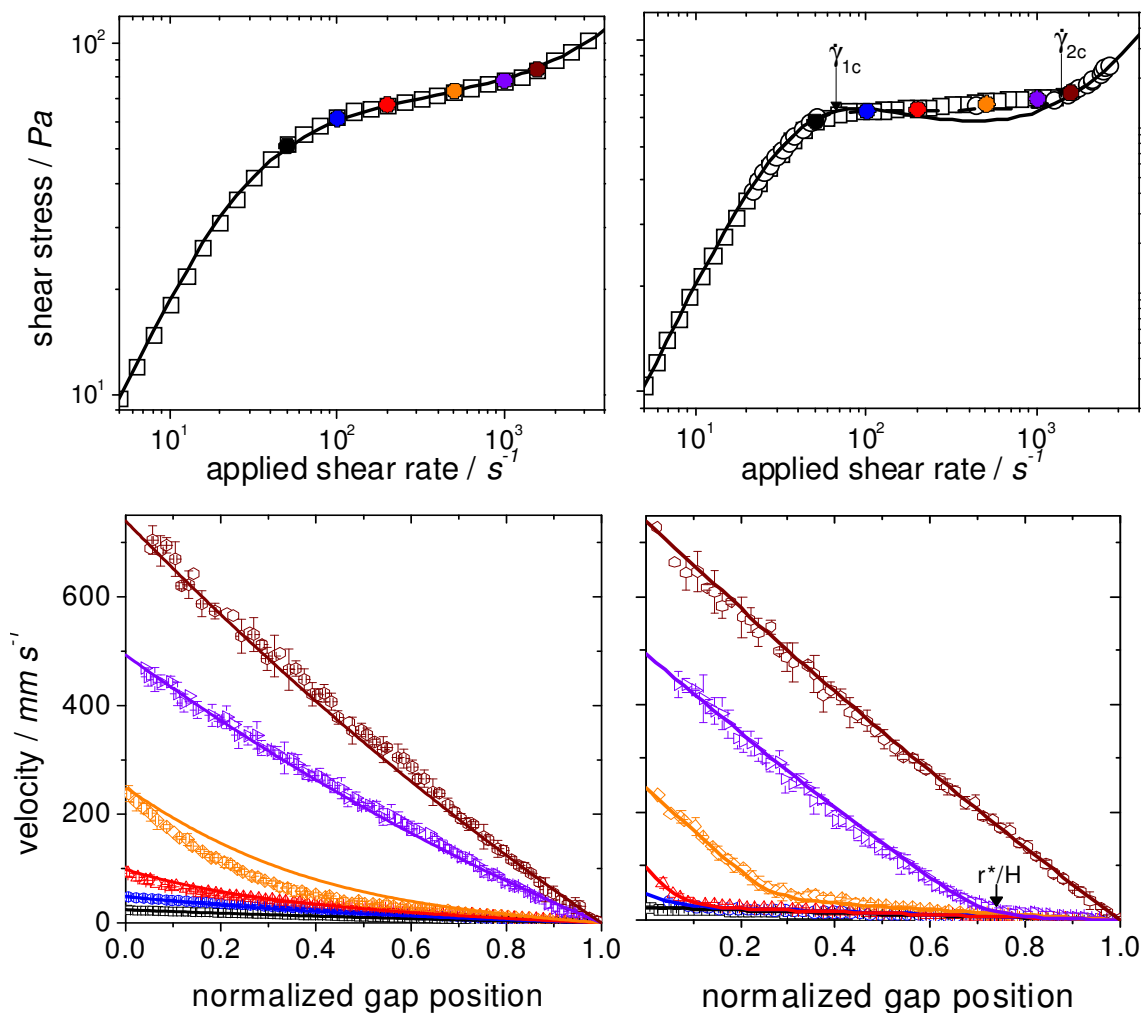 10²
10¹
shear stress / Pa
10¹ 10² 10³
applied shear rate / s⁻¹
γ̇1c
γ̇2c
10¹ 10² 10³
applied shear rate / s⁻¹
600
400
200
0
velocity / mm s⁻¹
0.0 0.2 0.4 0.6 0.8 1.0
normalized gap position
r*/H
0.2 0.4 0.6 0.8 1.0
normalized gap position